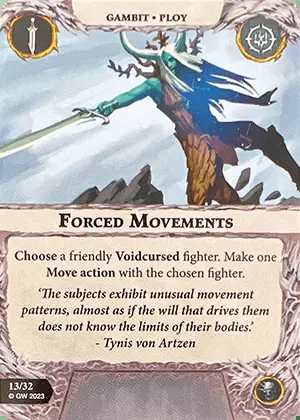 GAMBIT • PLOY
FORCED MOVEMENTS
Choose a friendly Voidcursed fighter. Make one
Move action with the chosen fighter.
‘The subjects exhibit unusual movement
patterns, almost as if the will that drives them
does not know the limits of their bodies.’
- Tynis von Artzen
13/32
© GW 2023